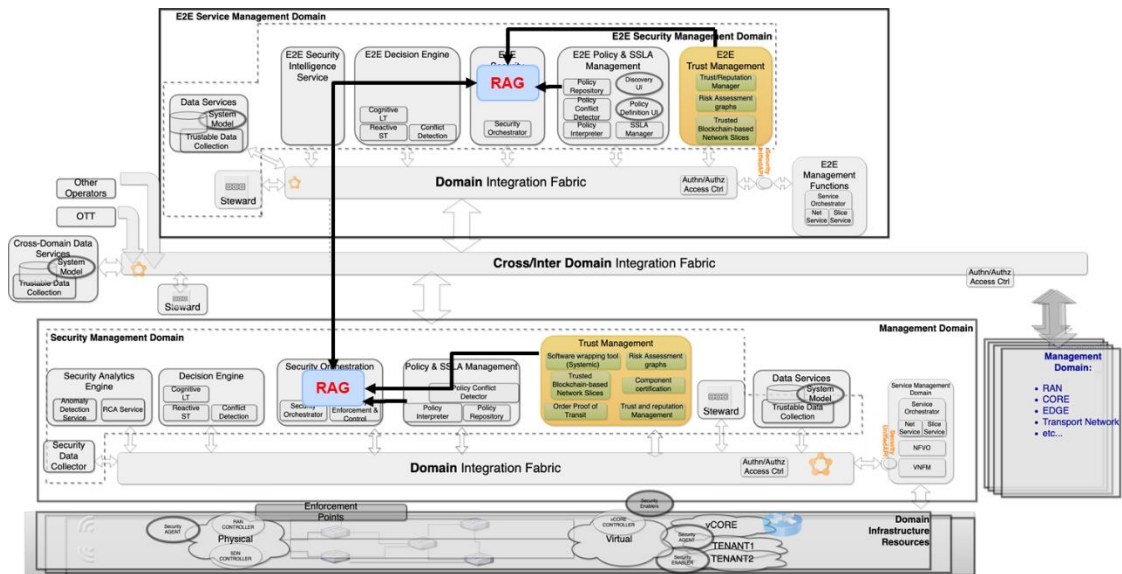 E2E Service Management Domain
E2E Security Management Domain
E2E Security
Intelligence
Service
E2E Decision Engine
Cognitive
LT
Reactive
ST
Conflict
Detection
E2E
RAG
Security
Orchestrator
E2E Policy & SSLA
Management
Policy
Repository
Discovery
UI
Policy
Conflict
Detector
Policy
Definition UI
Policy
Interpreter
SSLA
Manager
E2E
Trust Management
Trust/Reputation
Manager
Risk Assessment
graphs
Trusted
Blockchain-based
Network Slices
Data Services
System
Model
Trustable Data
Collection
Steward
Domain Integration Fabric
Authn/Authz
Access Ctrl
Security
E2E
Management
Functions
Service
Orchestrator
Net
Service
Slice
Service
Other
Operators
OTT
Cross-Domain Data
Services
System
Model
Trustable Data
Collection
Steward
Cross/Inter Domain Integration Fabric
Authn/Authz
Access Ctrl
Security Management Domain
Management Domain
Security Analytics
Engine
Anomaly
Detection
Service
RCA Service
Decision Engine
Cognitive
LT
Reactive
ST
Conflict
Detection
Security Orchestration
RAG
Security
Orchestrator
Enforcement &
Control
Policy & SSLA Management
Policy Conflict
Detector
Policy
Interpreter
Policy
Repository
Trust Management
Software wrapping tool
(Systemic)
Risk Assessment
graphs
Trusted
Blockchain-based
Network Slices
Component
certification
Order Proof of
Transit
Trust and reputation
Management
Steward
Data Services
System
Model
Trustable Data
Collection
Service Management
Domain
Service
Orchestrator
Net
Service
Slice
Service
NFVO
VNFM
Security
Data
Collector
Domain Integration Fabric
Authn/Authz
Access Ctrl
Security
Management
Domain:
• RAN
• CORE
• EDGE
• Transport Network
• etc...
Enforcement
Points
Security
AGENT
RAN
CONTROLLER
Physical
SDN
CONTROLLER
Security
Enablers
vCORE
CONTROLLER
Virtual
vCORE
Security
AGENT
TENANT1
TENANT2
Security
ENABLER
Domain
Infrastructure
Resources